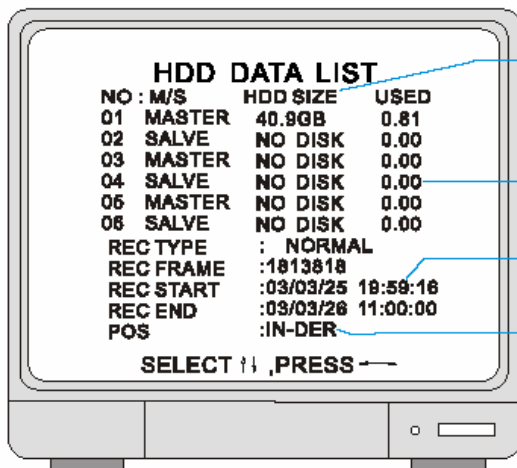 HDD DATA LIST
NO : M/S HDD SIZE USED
01 MASTER 40.9GB 0.61
02 SALVE NO DISK 0.00
03 MASTER NO DISK 0.00
04 SALVE NO DISK 0.00
05 MASTER NO DISK 0.00
06 SALVE NO DISK 0.00
REC TYPE : NORMAL
REC FRAME :1813818
REC START :03/03/25 19:59:16
REC END :03/03/26 11:00:00
POS :IN-DER
SELECT ↑↓ ,PRESS ←